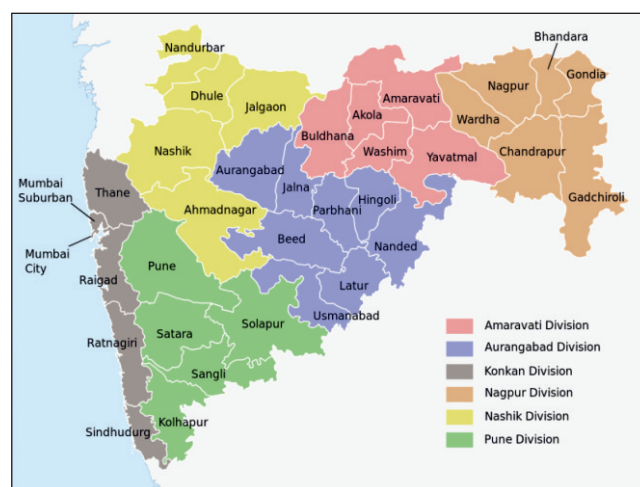 Nandurbar
Bhandara
Dhule
Jalgaon
Nagpur
Gondia
Amaravati
Akola
Buldhana
Wardha
Nashik
Washim
Yavatmal
Chandrapur
Aurangabad
Thane
Jalna
Hingoli
Mumbai
Suburban
Parbhani
Gadchiroli
Ahmadnagar
Mumbai
City
Beed
Nanded
Pune
Raigad
Latur
Usmanabad
Solapur
Ratnagiri
Satara
Sangli
Kolhapur
Sindhudurg
Amaravati Division
Aurangabad Division
Konkan Division
Nagpur Division
Nashik Division
Pune Division